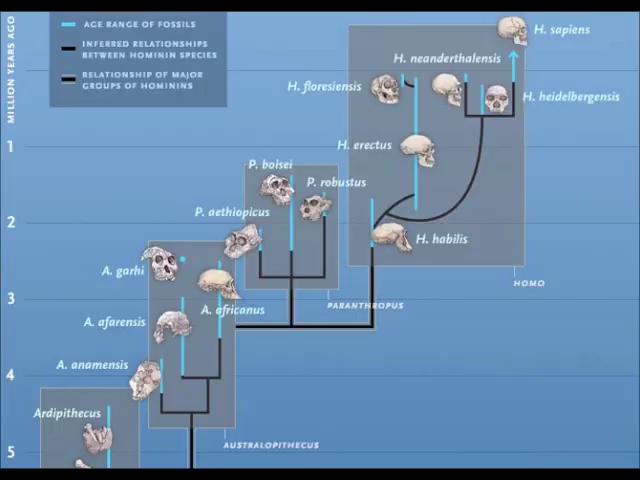 MILLION YEARS AGO
AGE RANGE OF FOSSILS
INFERRED RELATIONSHIPS
BETWEEN HOMININ SPECIES
RELATIONSHIP OF MAJOR
GROUPS OF HOMININS
H. sapiens
H. neanderthalensis
H. floresiensis
H. heidelbergensis
1
H. erectus
P. boisei
P. robustus
P. aethiopicus
2
H. habilis
A. garhi
HOMO
3
A. africanus
PARANTHROPUS
A. afarensis
A. anamensis
4
Ardipithecus
AUSTRALOPITHECUS
5